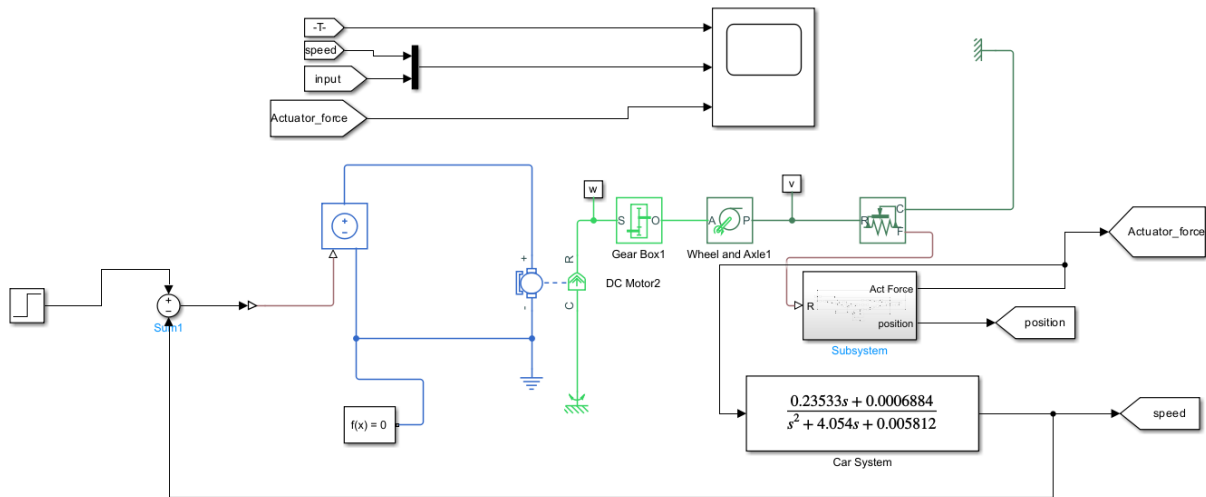 -T-
speed
input
Actuator_force
w
v
R
S
O
A
P
R
C
F
Gear Box1
Wheel and Axle1
DC Motor2
+
-
C
Actuator_force
Act Force
R
position
position
Subsystem
+
−
Sum1
f(x) = 0
0.23533s + 0.0006884
s² + 4.054s + 0.005812
speed
Car System